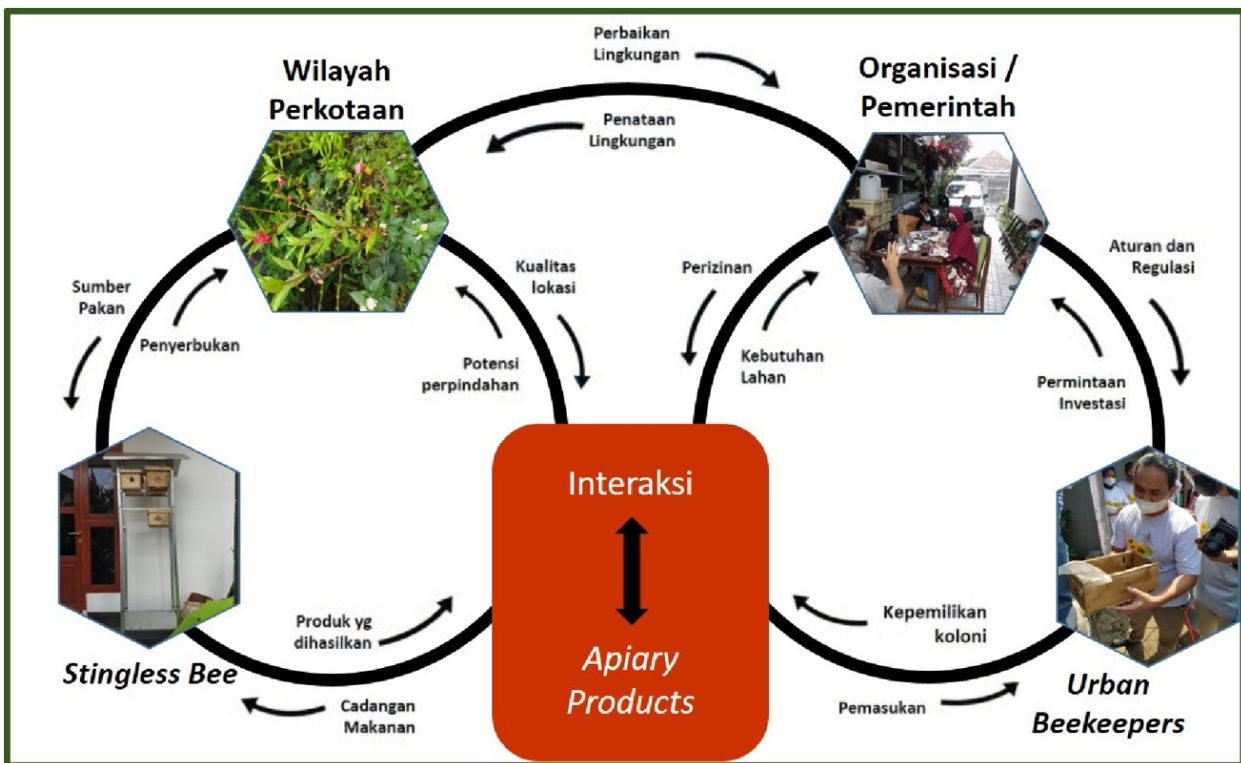 Perbaikan
Lingkungan
Wilayah
Perkotaan
Organisasi /
Pemerintah
Penataan
Lingkungan
Sumber
Pakan
Penyerbukan
Kualitas
lokasi
Potensi
perpindahan
Perizinan
Kebutuhan
Lahan
Aturan dan
Regulasi
Permintaan
Investasi
Interaksi
Apiary
Products
Produk yg
dihasilkan
Stingless Bee
Cadangan
Makanan
Kepemilikan
koloni
Pemasukan
Urban
Beekeepers